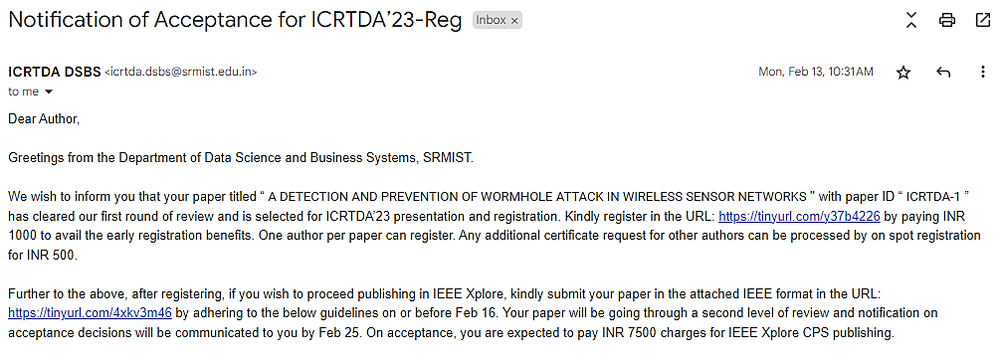 Notification of Acceptance for ICRTDA'23-Reg Inbox ×
ICRTDA DSBS <icrtda.dsbs@srmist.edu.in> Mon, Feb 13, 10:31AM
to me
Dear Author,
Greetings from the Department of Data Science and Business Systems, SRMIST.
We wish to inform you that your paper titled “ A DETECTION AND PREVENTION OF WORMHOLE ATTACK IN WIRELESS SENSOR NETWORKS ” with paper ID “ ICRTDA-1 ”
has cleared our first round of review and is selected for ICRTDA'23 presentation and registration. Kindly register in the URL: https://tinyurl.com/y37b4226 by paying INR
1000 to avail the early registration benefits. One author per paper can register. Any additional certificate request for other authors can be processed by on spot registration
for INR 500.
Further to the above, after registering, if you wish to proceed publishing in IEEE Xplore, kindly submit your paper in the attached IEEE format in the URL:
https://tinyurl.com/4xkv3m46 by adhering to the below guidelines on or before Feb 16. Your paper will be going through a second level of review and notification on
acceptance decisions will be communicated to you by Feb 25. On acceptance, you are expected to pay INR 7500 charges for IEEE Xplore CPS publishing.